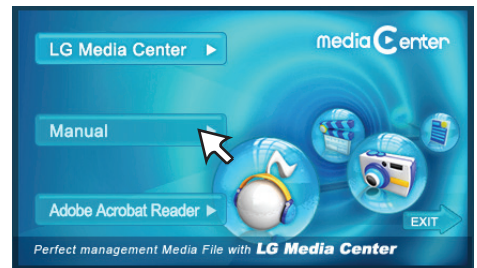 LG Media Center
media Center
Manual
Adobe Acrobat Reader
EXIT
Perfect management Media File with LG Media Center